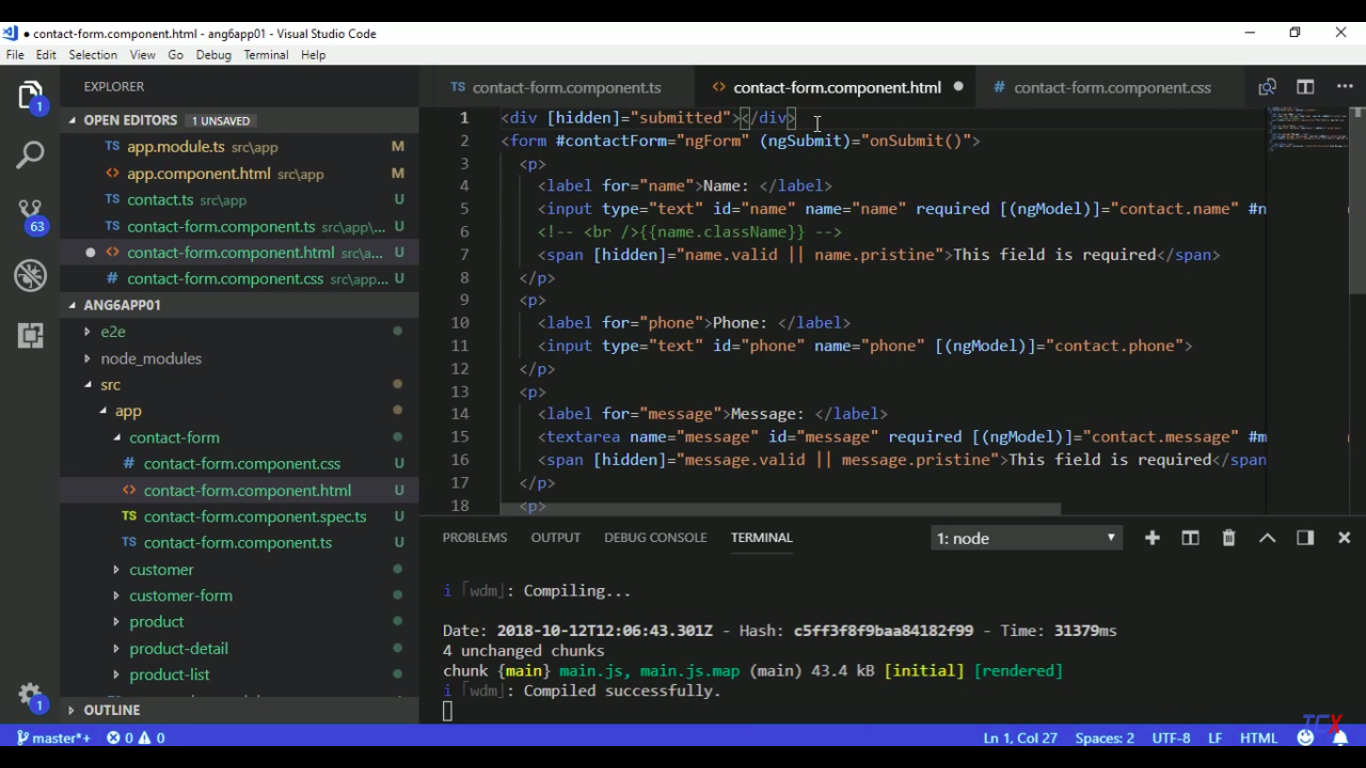 contact-form.component.html - ang6app01 - Visual Studio Code
File Edit Selection View Go Debug Terminal Help
EXPLORER
OPEN EDITORS 1 UNSAVED
TS app.module.ts src\app M
<> app.component.html src\app M
TS contact.ts src\app U
TS contact-form.component.ts src\app\... U
<> contact-form.component.html src\a... U
# contact-form.component.css src\app... U
ANG6APP01
e2e
node_modules
src
app
contact-form
# contact-form.component.css U
<> contact-form.component.html U
TS contact-form.component.spec.ts U
TS contact-form.component.ts U
customer
customer-form
product
product-detail
product-list
OUTLINE
1
63
1
TS contact-form.component.ts <> contact-form.component.html # contact-form.component.css
1 <div [hidden]="submitted"></div>
2 <form #contactForm="ngForm" (ngSubmit)="onSubmit()">
3 <p>
4 <label for="name">Name: </label>
5 <input type="text" id="name" name="name" required [(ngModel)]="contact.name" #n
6 <!-- <br />{{name.className}} -->
7 <span [hidden]="name.valid || name.pristine">This field is required</span>
8 </p>
9 <p>
10 <label for="phone">Phone: </label>
11 <input type="text" id="phone" name="phone" [(ngModel)]="contact.phone">
12 </p>
13 <p>
14 <label for="message">Message: </label>
15 <textarea name="message" id="message" required [(ngModel)]="contact.message" #m
16 <span [hidden]="message.valid || message.pristine">This field is required</span
17 </p>
18 <p>
PROBLEMS OUTPUT DEBUG CONSOLE TERMINAL 1: node
i ｢wdm｣: Compiling...
Date: 2018-10-12T12:06:43.301Z - Hash: c5ff3f8f9baa84182f99 - Time: 31379ms
4 unchanged chunks
chunk {main} main.js, main.js.map (main) 43.4 kB [initial] [rendered]
i ｢wdm｣: Compiled successfully.
master*+ 0 0 Ln 1, Col 27 Spaces: 2 UTF-8 LF HTML
TCX